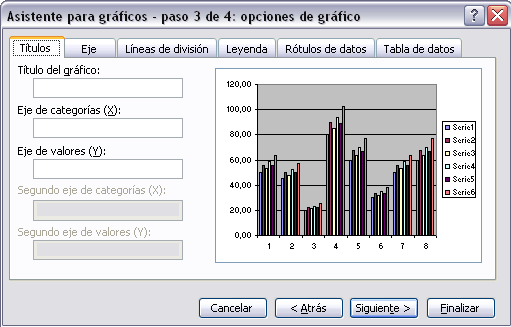 Asistente para gráficos - paso 3 de 4: opciones de gráfico
Títulos Eje Líneas de división Leyenda Rótulos de datos Tabla de datos
Título del gráfico:
Eje de categorías (X):
Eje de valores (Y):
Segundo eje de categorías (X):
Segundo eje de valores (Y):
120,00
100,00
80,00
60,00
40,00
20,00
0,00
1 2 3 4 5 6 7 8
Serie1
Serie2
Serie3
Serie4
Serie5
Serie6
Cancelar < Atrás Siguiente > Finalizar